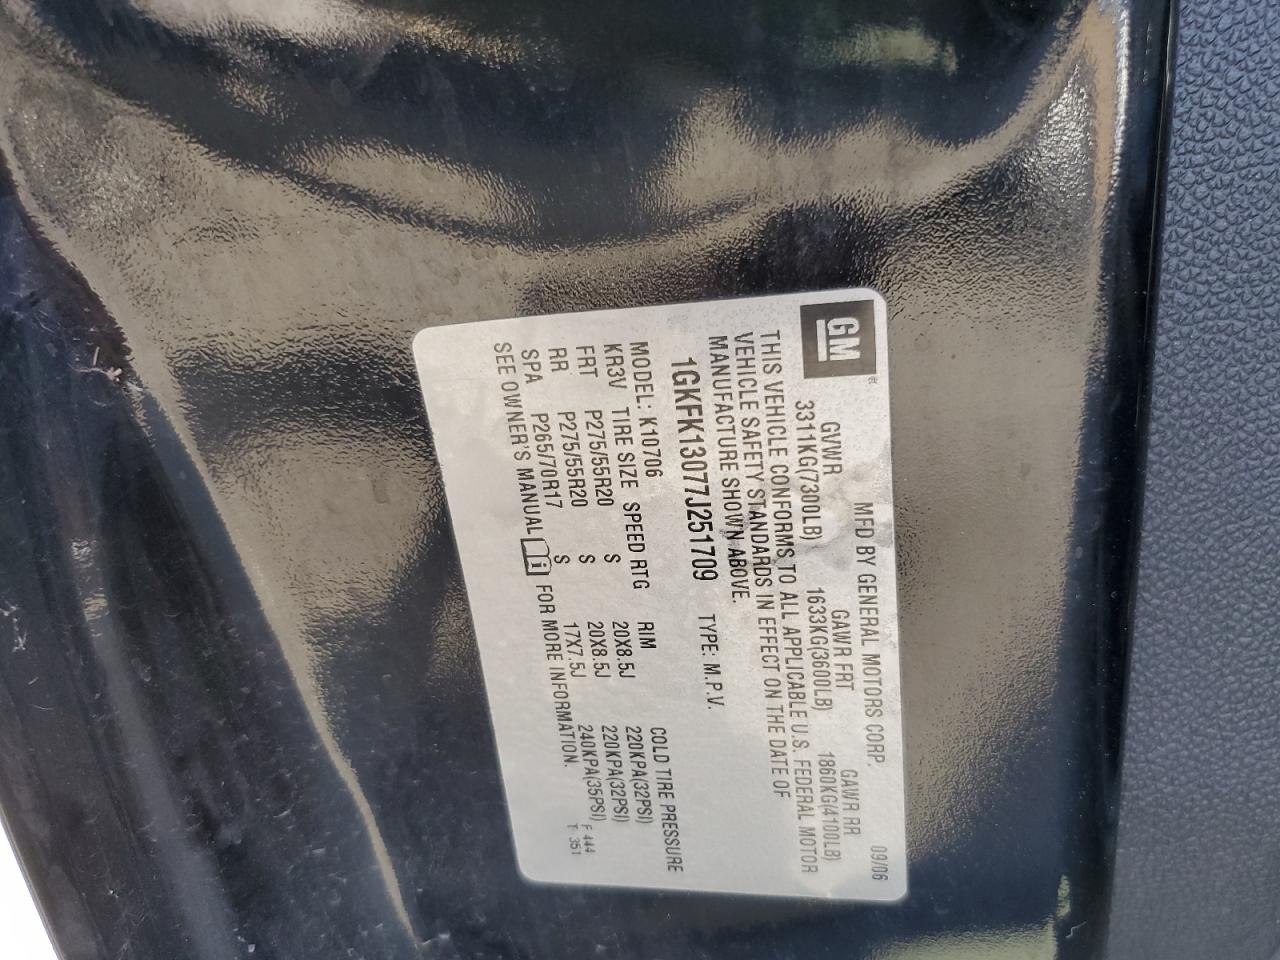 GM
MFD BY GENERAL MOTORS CORP. 09/06
GVWR GAWR FRT GAWR RR
3311KG(7300LB) 1633KG(3600LB) 1860KG(4100LB)
THIS VEHICLE CONFORMS TO ALL APPLICABLE U.S. FEDERAL MOTOR
VEHICLE SAFETY STANDARDS IN EFFECT ON THE DATE OF
MANUFACTURE SHOWN ABOVE.
1GKFK13077J251709 TYPE: M.P.V.
MODEL: K10706
KR3V TIRE SIZE SPEED RTG RIM COLD TIRE PRESSURE
FRT P275/55R20 S 20X8.5J 220KPA(32PSI)
RR P275/55R20 S 20X8.5J 220KPA(32PSI)
SPA P265/70R17 S 17X7.5J 240KPA(35PSI)
SEE OWNER'S MANUAL FOR MORE INFORMATION.
F 444
T 351